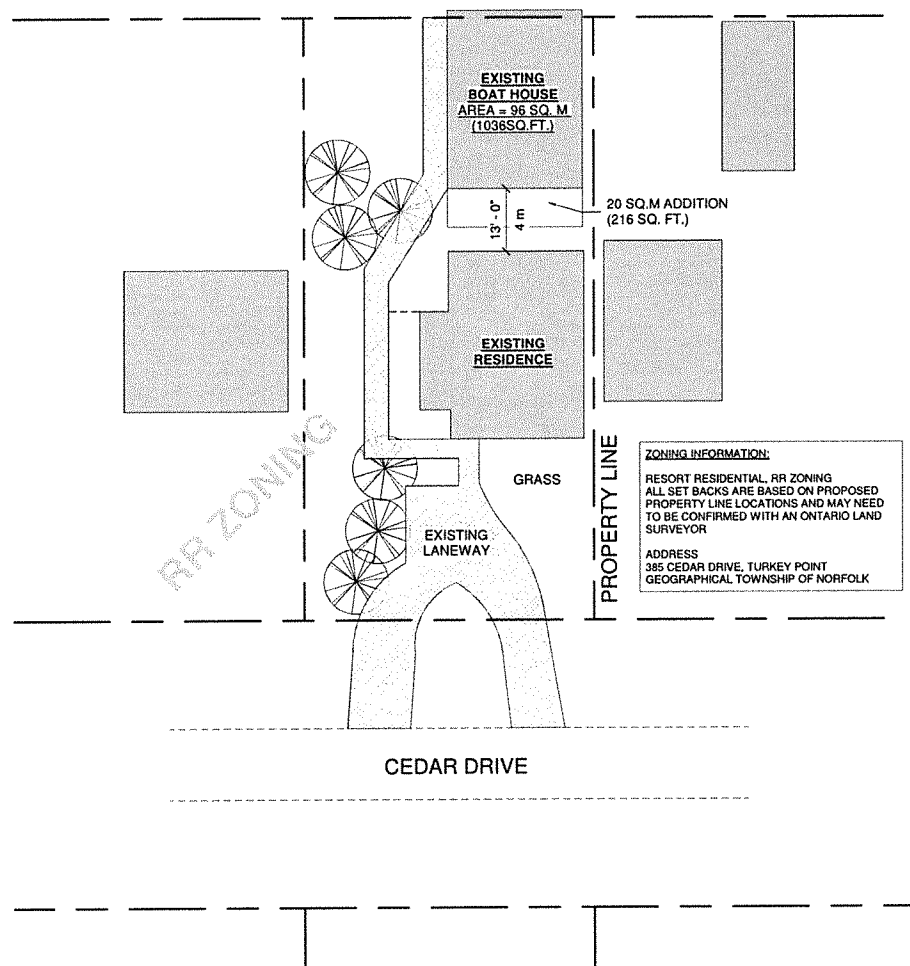 EXISTING
BOAT HOUSE
AREA = 96 SQ. M
(1036SQ.FT.)
20 SQ.M ADDITION
(216 SQ. FT.)
13' - 0"
4 m
EXISTING
RESIDENCE
RR ZONING
GRASS
EXISTING
LANEWAY
PROPERTY LINE
ZONING INFORMATION:
RESORT RESIDENTIAL, RR ZONING
ALL SET BACKS ARE BASED ON PROPOSED
PROPERTY LINE LOCATIONS AND MAY NEED
TO BE CONFIRMED WITH AN ONTARIO LAND
SURVEYOR
ADDRESS
385 CEDAR DRIVE, TURKEY POINT
GEOGRAPHICAL TOWNSHIP OF NORFOLK
CEDAR DRIVE